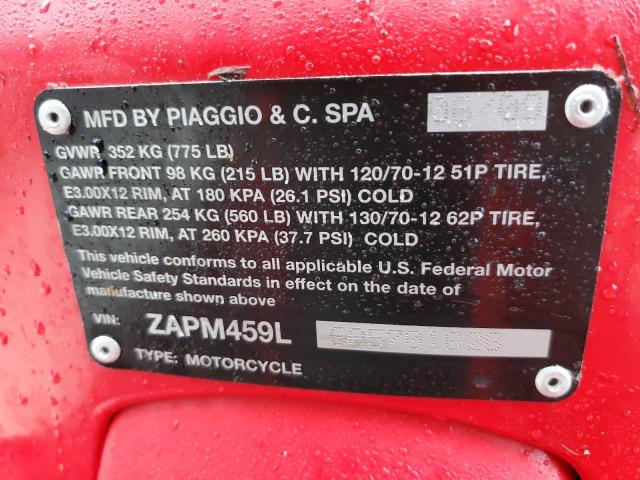 MFD BY PIAGGIO & C. SPA 06/09
GVWR 352 KG (775 LB)
GAWR FRONT 98 KG (215 LB) WITH 120/70-12 51P TIRE,
E3.00X12 RIM, AT 180 KPA (26.1 PSI) COLD
GAWR REAR 254 KG (560 LB) WITH 130/70-12 62P TIRE,
E3.00X12 RIM, AT 260 KPA (37.7 PSI) COLD
This vehicle conforms to all applicable U.S. Federal Motor
Vehicle Safety Standards in effect on the date of
manufacture shown above
VIN: ZAPM459L
TYPE: MOTORCYCLE